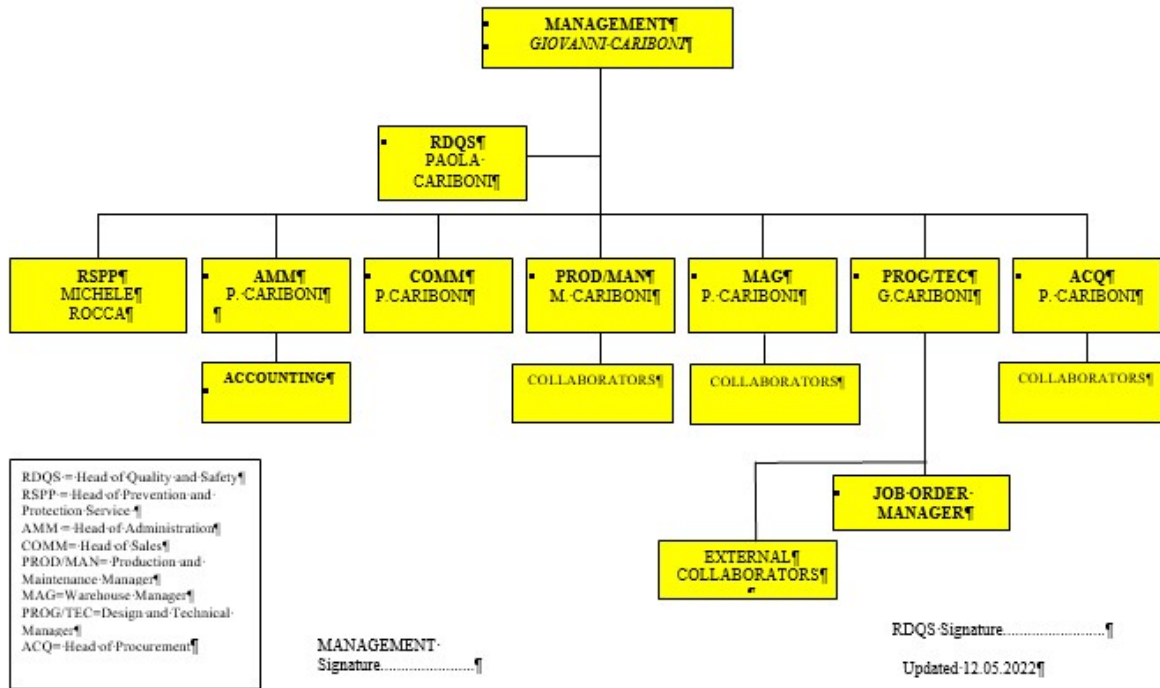 MANAGEMENT¶
GIOVANNI·CARIBONI¶
RDQS¶
PAOLA·
CARIBONI¶
RSPP¶
MICHELE¶
ROCCA¶
AMM¶
P.·CARIBONI¶
¶
COMM¶
P.CARIBONI¶
PROD/MAN¶
M.·CARIBONI¶
MAG¶
P.·CARIBONI¶
PROG/TEC¶
G.CARIBONI¶
ACQ¶
P.·CARIBONI¶
ACCOUNTING¶
COLLABORATORS¶
COLLABORATORS¶
COLLABORATORS¶
JOB·ORDER·
MANAGER¶
EXTERNAL¶
COLLABORATORS¶
¶
RDQS·=·Head·of·Quality·and·Safety¶
RSPP·=·Head·of·Prevention·and·
Protection·Service·¶
AMM·=·Head·of·Administration¶
COMM=·Head·of·Sales¶
PROD/MAN=·Production·and·
Maintenance·Manager¶
MAG=Warehouse·Manager¶
PROG/TEC=Design·and·Technical·
Manager¶
ACQ=·Head·of·Procurement¶
MANAGEMENT·
Signature........................¶
RDQS·Signature..........................¶
Updated·12.05.2022¶